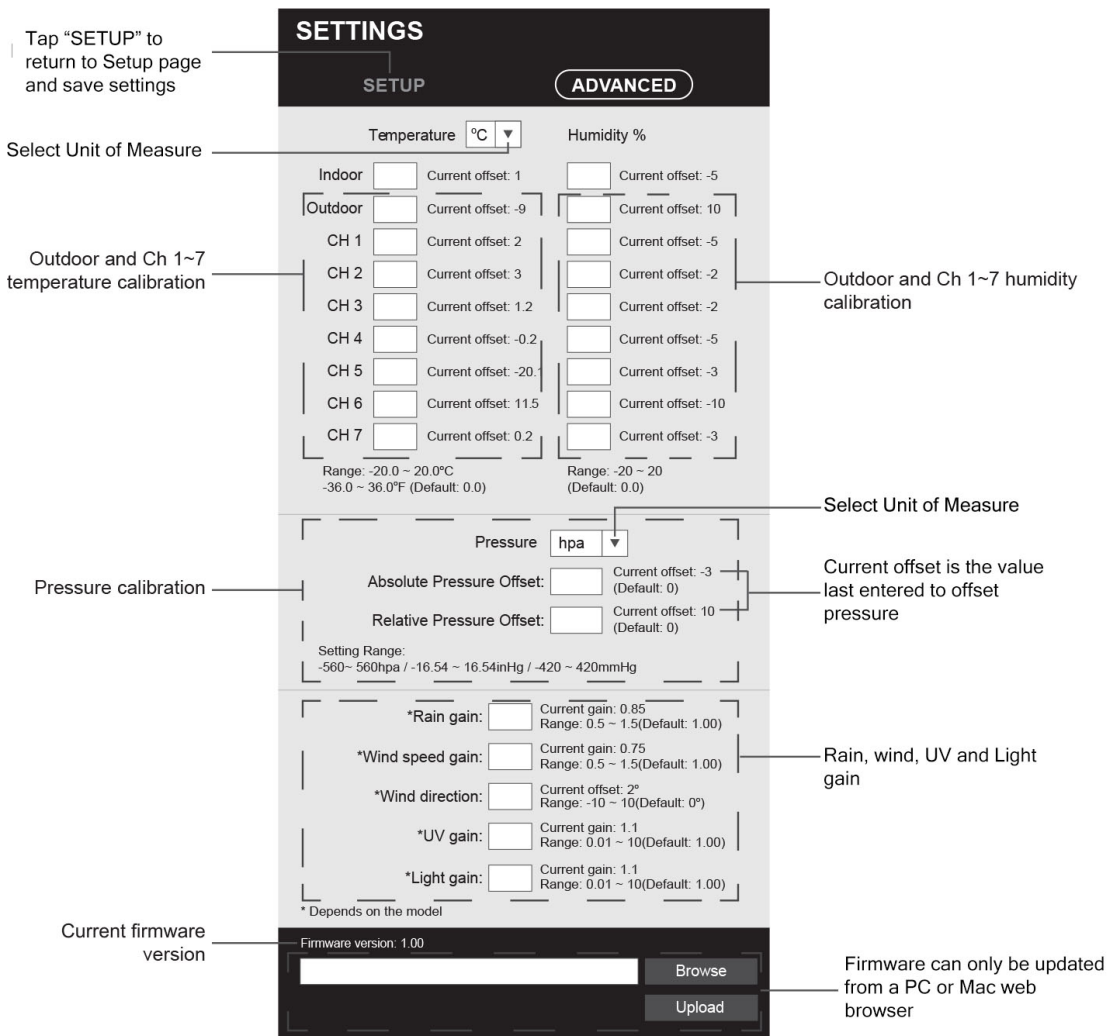 SETTINGS
Tap “SETUP” to
return to Setup page
and save settings
SETUP
ADVANCED
Temperature ºC ▼ Humidity %
Select Unit of Measure
Indoor Current offset: 1 Current offset: -5
Outdoor Current offset: -9 Current offset: 10
CH 1 Current offset: 2 Current offset: -5
CH 2 Current offset: 3 Current offset: -2
CH 3 Current offset: 1.2 Current offset: -2
CH 4 Current offset: -0.2 Current offset: -5
CH 5 Current offset: -20.1 Current offset: -3
CH 6 Current offset: 11.5 Current offset: -10
CH 7 Current offset: 0.2 Current offset: -3
Outdoor and Ch 1~7
temperature calibration
Outdoor and Ch 1~7 humidity
calibration
Range: -20.0 ~ 20.0ºC
-36.0 ~ 36.0ºF (Default: 0.0)
Range: -20 ~ 20
(Default: 0.0)
Select Unit of Measure
Pressure hpa ▼
Pressure calibration
Absolute Pressure Offset: Current offset: -3
(Default: 0)
Relative Pressure Offset: Current offset: 10
(Default: 0)
Current offset is the value
last entered to offset
pressure
Setting Range:
-560~ 560hpa / -16.54 ~ 16.54inHg / -420 ~ 420mmHg
*Rain gain: Current gain: 0.85
Range: 0.5 ~ 1.5(Default: 1.00)
*Wind speed gain: Current gain: 0.75
Range: 0.5 ~ 1.5(Default: 1.00)
*Wind direction: Current offset: 2º
Range: -10 ~ 10(Default: 0º)
*UV gain: Current gain: 1.1
Range: 0.01 ~ 10(Default: 1.00)
*Light gain: Current gain: 1.1
Range: 0.01 ~ 10(Default: 1.00)
Rain, wind, UV and Light
gain
* Depends on the model
Current firmware
version
Firmware version: 1.00
Browse
Upload
Firmware can only be updated
from a PC or Mac web
browser